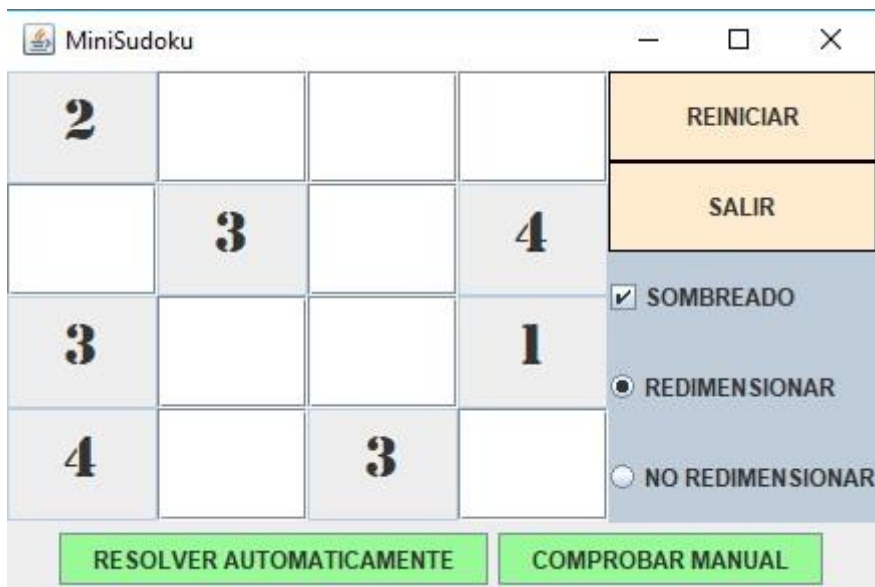 MiniSudoku
2
REINICIAR
3 4
SALIR
SOMBREADO
3 1
REDIMENSIONAR
4 3
NO REDIMENSIONAR
RESOLVER AUTOMATICAMENTE COMPROBAR MANUAL